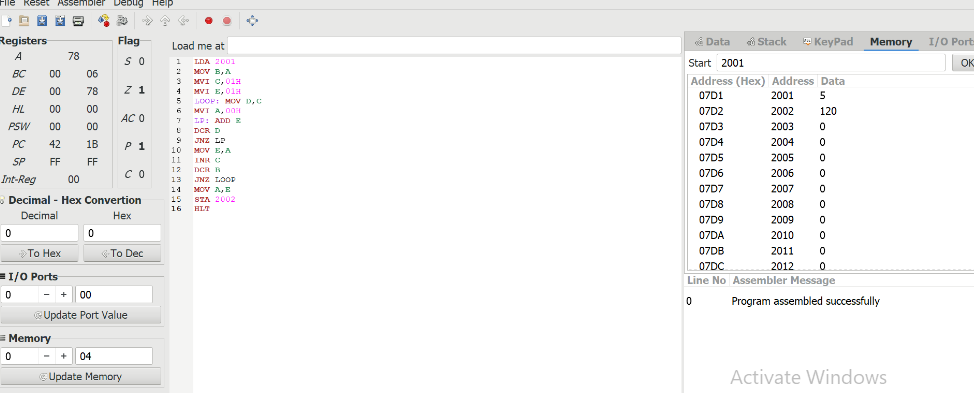 File Reset Assembler Debug Help
Registers
A 78
BC 00 06
DE 00 78
HL 00 00
PSW 00 00
PC 42 1B
SP FF FF
Int-Reg 00
Flag
S 0
Z 1
AC 0
P 1
C 0
Decimal - Hex Convertion
Decimal Hex
0 0
To Hex To Dec
I/O Ports
0 − + 00
Update Port Value
Memory
0 − + 04
Update Memory
Load me at
1 LDA 2001
2 MOV B,A
3 MVI C,01H
4 MVI E,01H
5 LOOP: MOV D,C
6 MVI A,00H
7 LP: ADD E
8 DCR D
9 JNZ LP
10 MOV E,A
11 INR C
12 DCR B
13 JNZ LOOP
14 MOV A,E
15 STA 2002
16 HLT
Data Stack KeyPad Memory I/O Port
Start 2001 OK
Address (Hex) Address Data
07D1 2001 5
07D2 2002 120
07D3 2003 0
07D4 2004 0
07D5 2005 0
07D6 2006 0
07D7 2007 0
07D8 2008 0
07D9 2009 0
07DA 2010 0
07DB 2011 0
07DC 2012 0
Line No Assembler Message
0 Program assembled successfully
Activate Windows